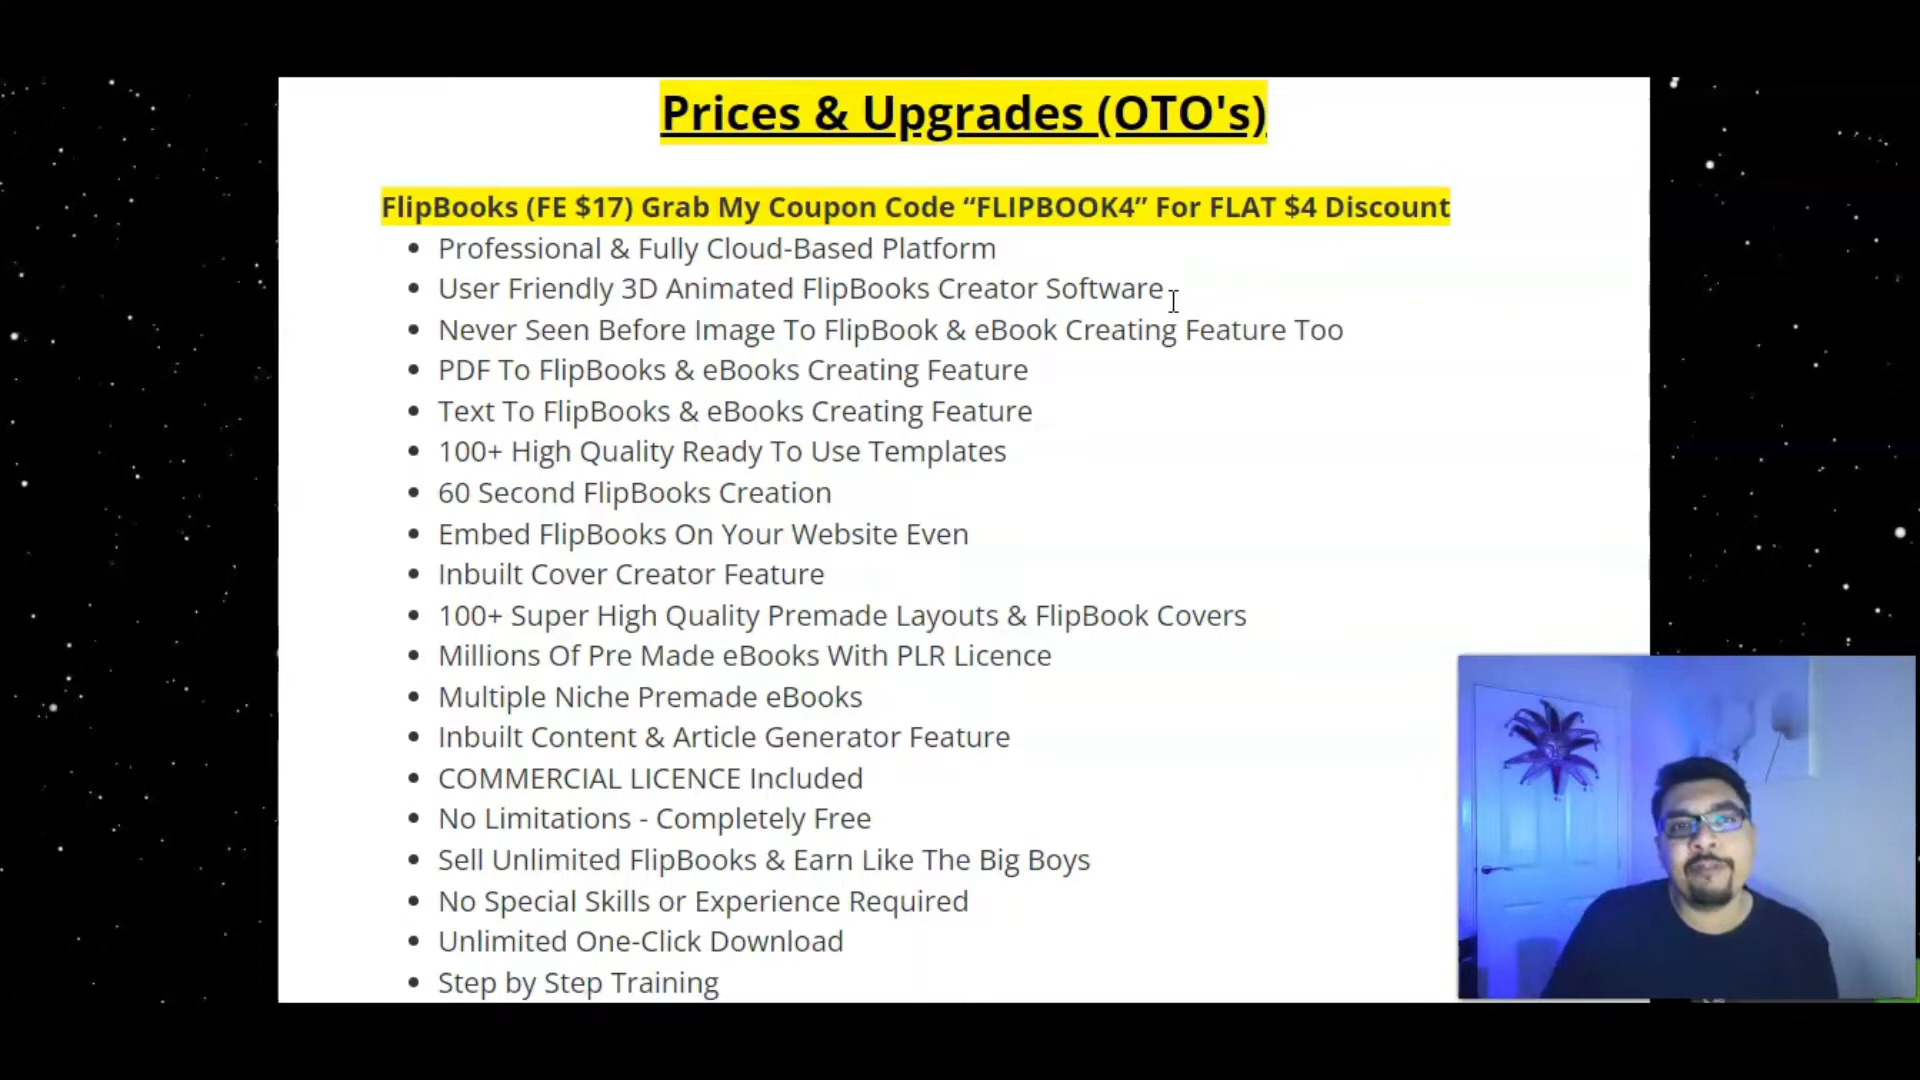 Prices & Upgrades (OTO's)
FlipBooks (FE $17) Grab My Coupon Code “FLIPBOOK4” For FLAT $4 Discount
Professional & Fully Cloud-Based Platform
User Friendly 3D Animated FlipBooks Creator Software
Never Seen Before Image To FlipBook & eBook Creating Feature Too
PDF To FlipBooks & eBooks Creating Feature
Text To FlipBooks & eBooks Creating Feature
100+ High Quality Ready To Use Templates
60 Second FlipBooks Creation
Embed FlipBooks On Your Website Even
Inbuilt Cover Creator Feature
100+ Super High Quality Premade Layouts & FlipBook Covers
Millions Of Pre Made eBooks With PLR Licence
Multiple Niche Premade eBooks
Inbuilt Content & Article Generator Feature
COMMERCIAL LICENCE Included
No Limitations - Completely Free
Sell Unlimited FlipBooks & Earn Like The Big Boys
No Special Skills or Experience Required
Unlimited One-Click Download
Step by Step Training